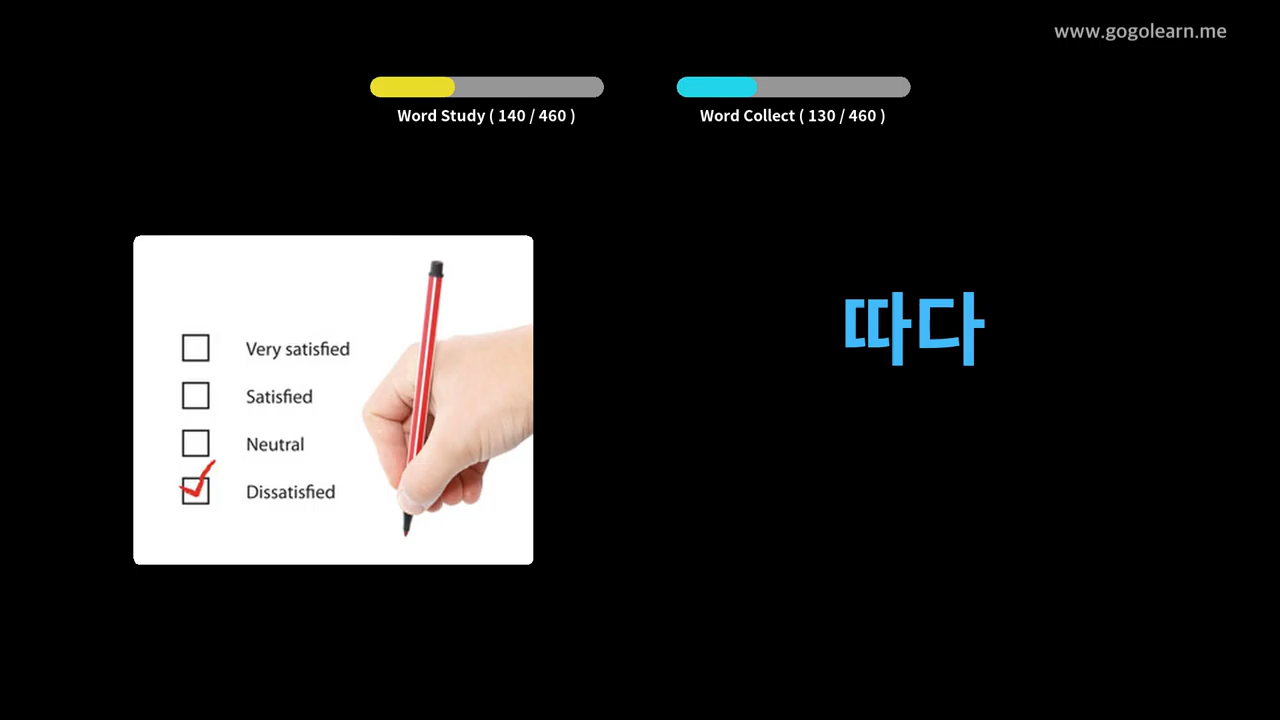 www.gogolearn.me
Word Study ( 140 / 460 )
Word Collect ( 130 / 460 )
Very satisfied
Satisfied
Neutral
Dissatisfied
따다